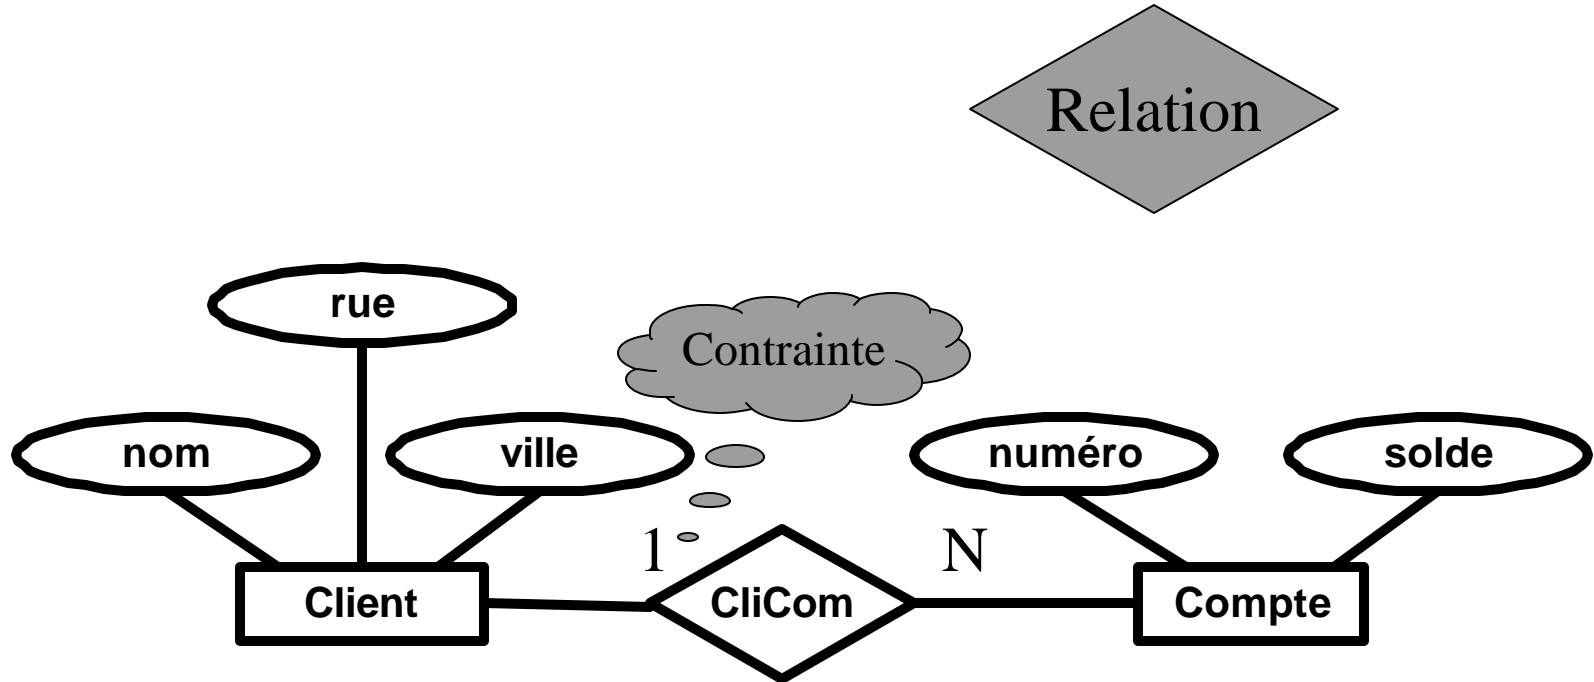 Relation
rue
Contrainte
nom
ville
numéro
solde
1
N
Client
CliCom
Compte